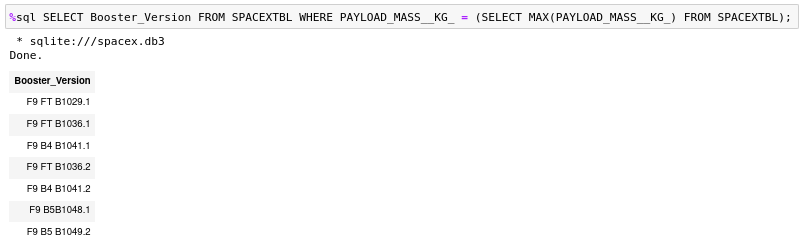 %sql SELECT Booster_Version FROM SPACEXTBL WHERE PAYLOAD_MASS__KG_ = (SELECT MAX(PAYLOAD_MASS__KG_) FROM SPACEXTBL);
* sqlite:///spacex.db3
Done.
Booster_Version
F9 FT B1029.1
F9 FT B1036.1
F9 B4 B1041.1
F9 FT B1036.2
F9 B4 B1041.2
F9 B5B1048.1
F9 B5 B1049.2